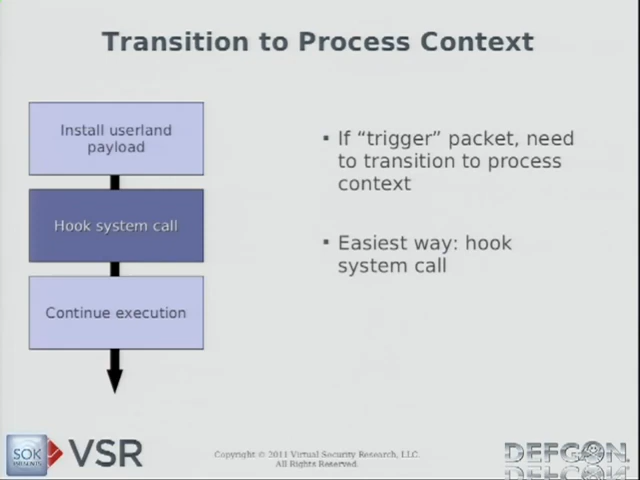 Transition to Process Context
Install userland
payload
Hook system call
Continue execution
▪ If “trigger” packet, need
to transition to process
context
▪ Easiest way: hook
system call
SOK
VSR
Copyright © 2011 Virtual Security Research, LLC.
All Rights Reserved.
DEFCON